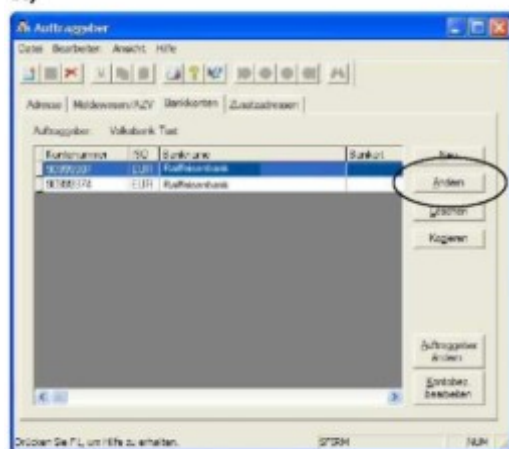 Auftraggeber
Datei Bearbeiten Ansicht Hilfe
Adresse Meldewesen/AZV Bankkonten Zusatzadressen
Auftraggeber: Volksbank Test
Kontonummer ISO Bankname Bankort
EUR Raiffeisenbank
EUR Raiffeisenbank
Neu
Ändern
Löschen
Kopieren
Auftraggeber
ändern
Kontobez.
bearbeiten
Drücken Sie F1, um Hilfe zu erhalten. SFIRM NUM